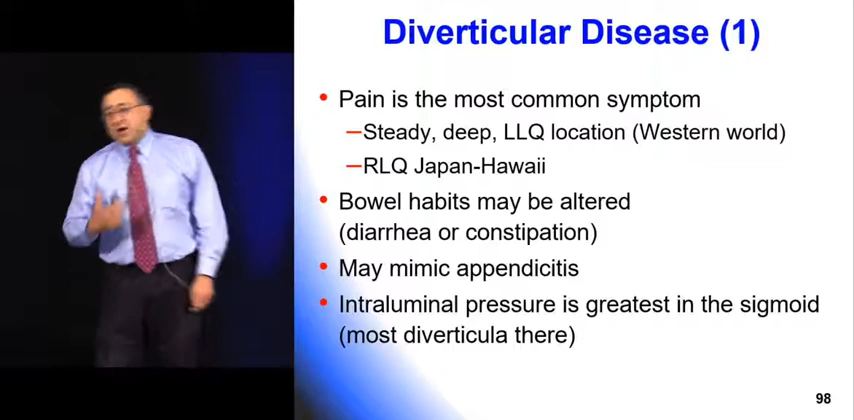 Diverticular Disease (1)
• Pain is the most common symptom
–Steady, deep, LLQ location (Western world)
–RLQ Japan-Hawaii
• Bowel habits may be altered
(diarrhea or constipation)
• May mimic appendicitis
• Intraluminal pressure is greatest in the sigmoid
(most diverticula there)
98